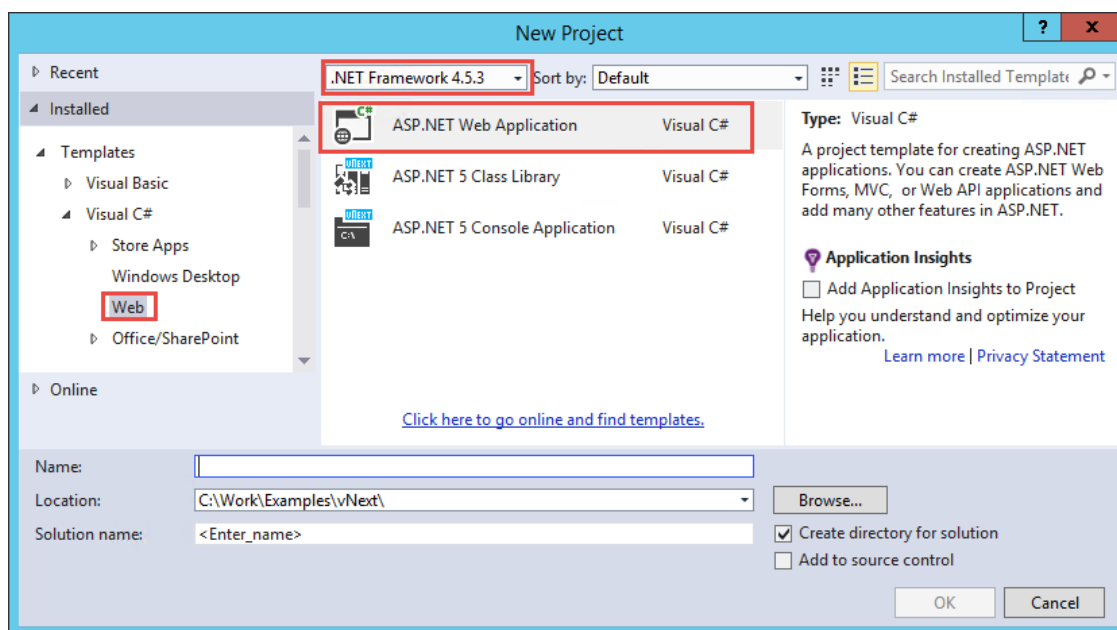 New Project
?
x
Recent
.NET Framework 4.5.3
Sort by: Default
Search Installed Template
Installed
Templates
Visual Basic
Visual C#
Store Apps
Windows Desktop
Web
Office/SharePoint
Online
C#
ASP.NET Web Application Visual C#
vNEXT
ASP.NET 5 Class Library Visual C#
vNEXT
C:\
ASP.NET 5 Console Application Visual C#
Click here to go online and find templates.
Type: Visual C#
A project template for creating ASP.NET
applications. You can create ASP.NET Web
Forms, MVC, or Web API applications and
add many other features in ASP.NET.
Application Insights
Add Application Insights to Project
Help you understand and optimize your
application.
Learn more | Privacy Statement
Name:
Location: C:\Work\Examples\vNext\ Browse...
Solution name: <Enter_name>
Create directory for solution
Add to source control
OK Cancel